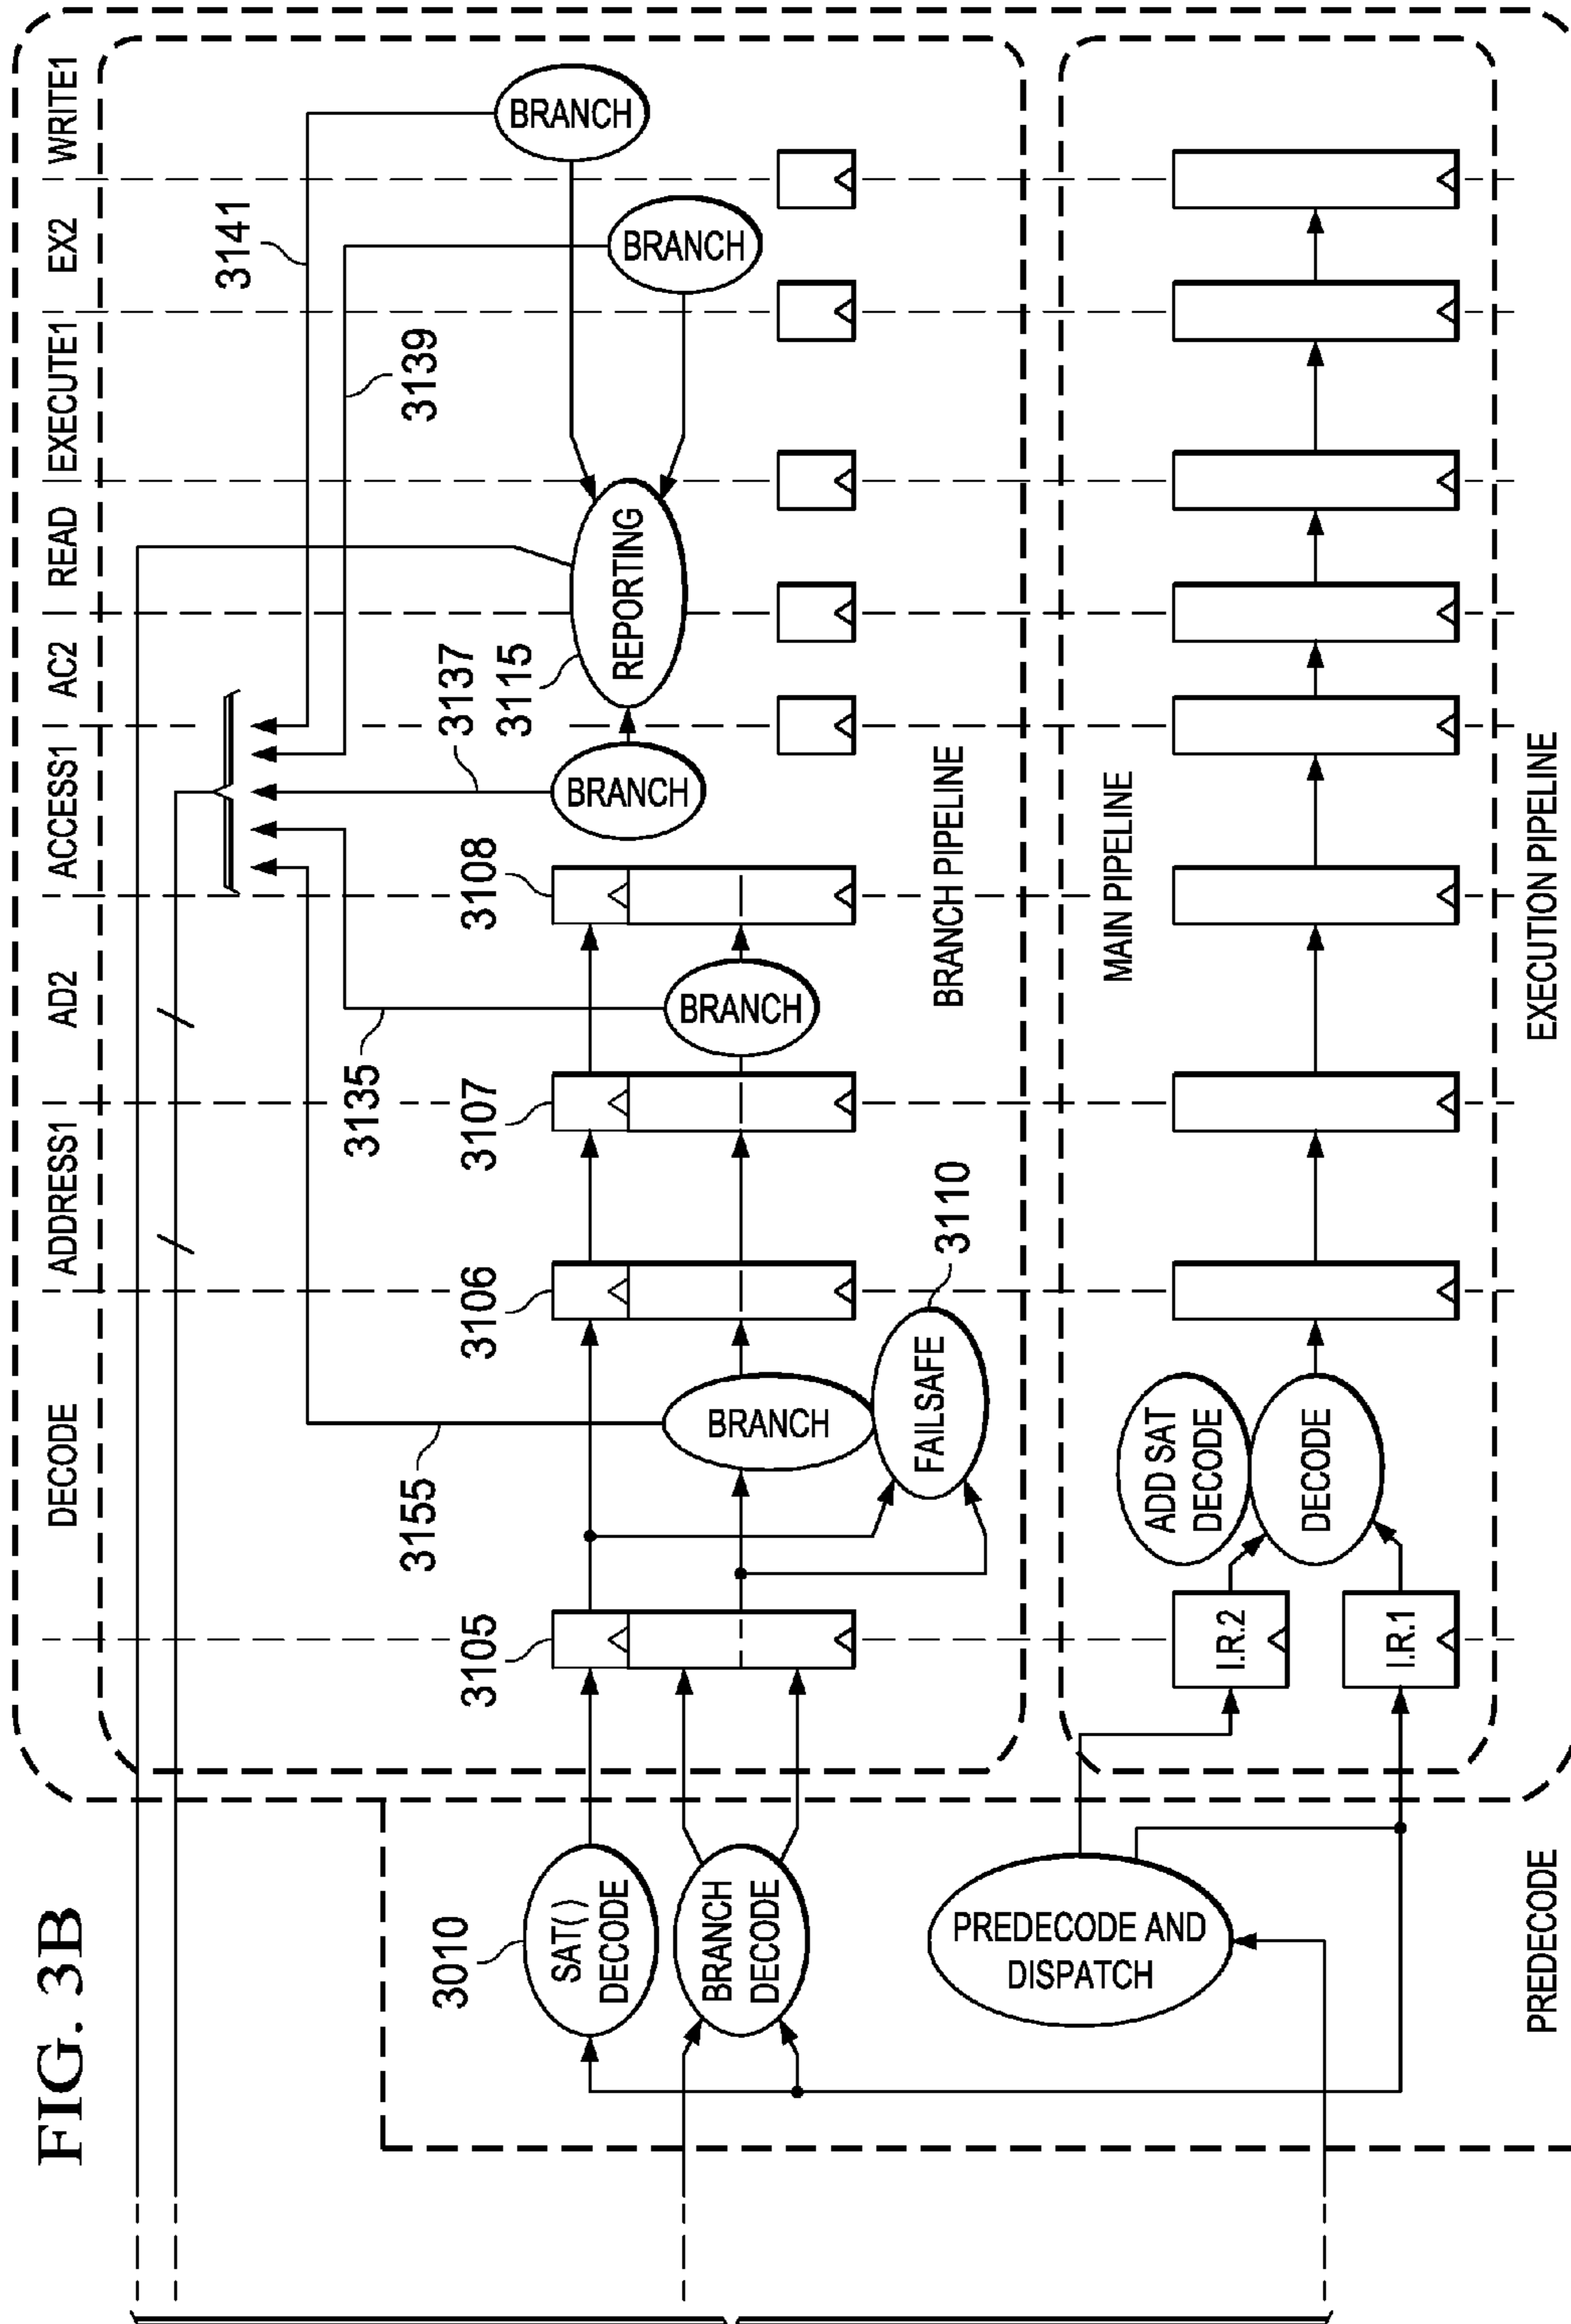 FIG. 3B
DECODE
ADDRESS1
AD2
ACCESS1
AC2
READ
EXECUTE1
EX2
WRITE1
3141
3139
3137
3115
3135
3155
BRANCH
BRANCH
REPORTING
BRANCH
BRANCH
BRANCH
3010
3105
3106
3107
3108
SAT( )
DECODE
BRANCH
DECODE
FAILSAFE
3110
BRANCH PIPELINE
MAIN PIPELINE
PREDECODE AND
DISPATCH
I.R.2
I.R.1
ADD SAT
DECODE
DECODE
PREDECODE
EXECUTION PIPELINE